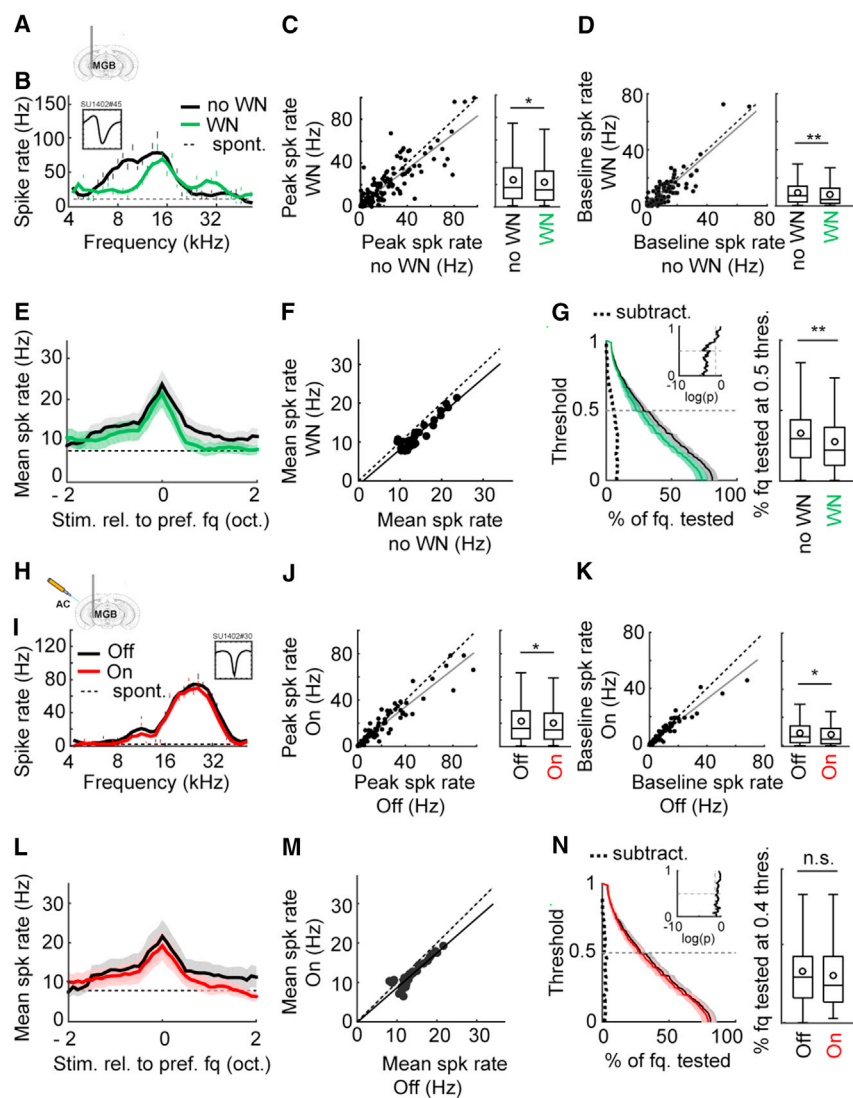 A
MGB
B
SU1402#45
no WN
WN
spont.
Spike rate (Hz)
150
100
50
0
4
8
16
32
Frequency (kHz)
C
Peak spk rate
WN (Hz)
80
40
0
0 20 40 60 80 100
Peak spk rate
no WN (Hz)
*
no WN
WN
D
Baseline spk rate
WN (Hz)
80
40
0
0
40
80
Baseline spk rate
no WN (Hz)
**
no WN
WN
E
Mean spk rate (Hz)
30
20
10
0
- 2
0
2
Stim. rel. to pref. fq (oct.)
F
Mean spk rate
WN (Hz)
30
20
10
0
0 10 20 30
Mean spk rate
no WN (Hz)
G
subtract.
Threshold
1
0.5
0
0
50
100
% of fq. tested
1
0
-10
0
log(p)
% fq tested at 0.5 thres.
**
no WN
WN
H
AC
MGB
I
Off
On
spont.
SU1402#30
Spike rate (Hz)
120
80
40
0
4
8
16
32
Frequency (kHz)
J
Peak spk rate
On (Hz)
80
40
0
0 20 40 60 80 100
Peak spk rate
Off (Hz)
*
Off
On
K
Baseline spk rate
On (Hz)
80
40
0
0
40
80
Baseline spk rate
Off (Hz)
*
Off
On
L
Mean spk rate (Hz)
30
20
10
0
- 2
0
2
Stim. rel. to pref. fq (oct.)
M
Mean spk rate
On (Hz)
30
20
10
0
0 10 20 30
Mean spk rate
Off (Hz)
N
subtract.
Threshold
1
0.5
0
0
50
100
% of fq. tested
1
0
-10
0
log(p)
% fq tested at 0.4 thres.
n.s.
Off
On